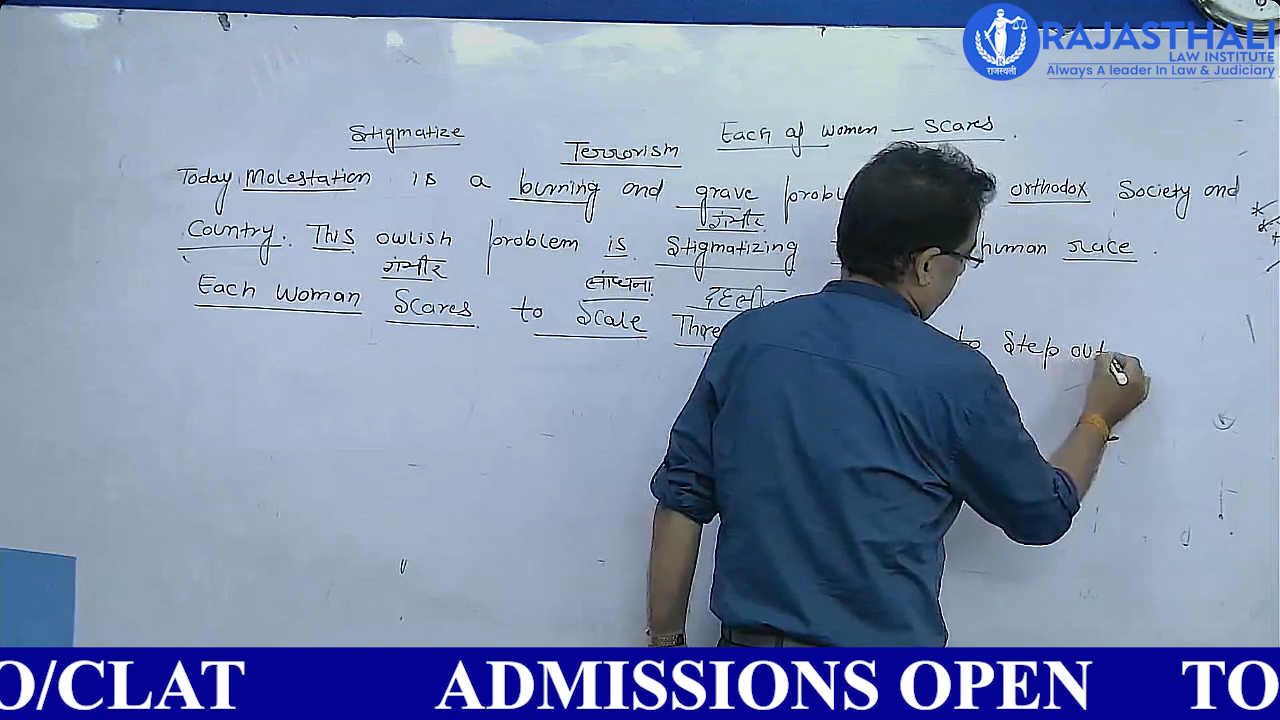 RAJASTHALI
LAW INSTITUTE
राजस्थली
Always A leader In Law & Judiciary
Stigmatize
Terrorism
Each of women – scares.
Today Molestation is a burning and grave orthodox Society and
गंभीर
Country. This owlish problem is stigmatizing human race.
गंभीर
लांछना
Each woman scares to scale to step out
O/CLAT ADMISSIONS OPEN TO